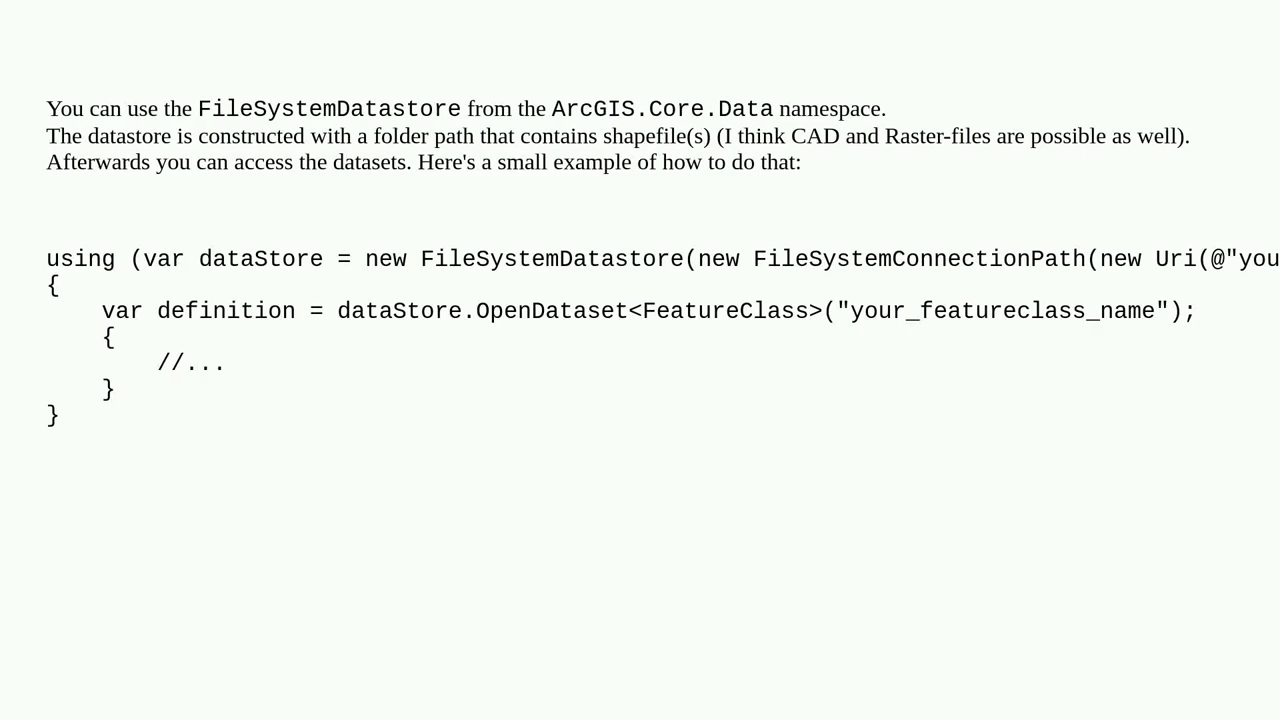 You can use the FileSystemDatastore from the ArcGIS.Core.Data namespace.
The datastore is constructed with a folder path that contains shapefile(s) (I think CAD and Raster-files are possible as well).
Afterwards you can access the datasets. Here's a small example of how to do that:
using (var dataStore = new FileSystemDatastore(new FileSystemConnectionPath(new Uri(@"you
{
    var definition = dataStore.OpenDataset<FeatureClass>("your_featureclass_name");
    {
        //...
    }
}